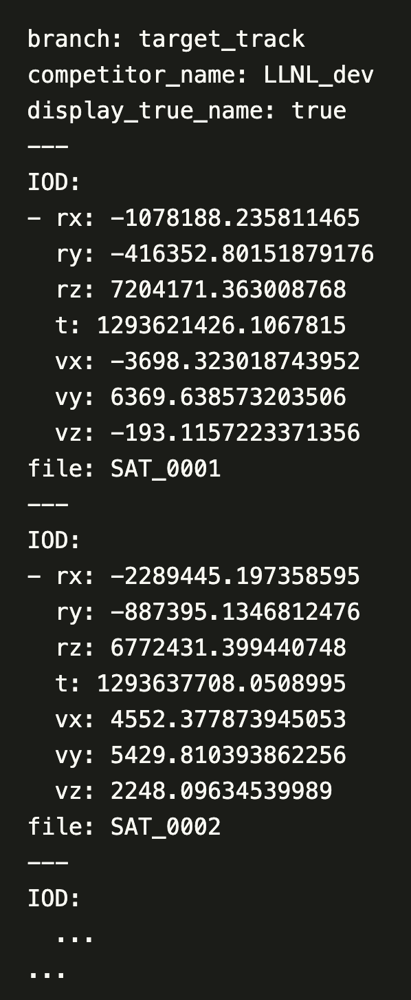 branch: target_track
competitor_name: LLNL_dev
display_true_name: true
---
IOD:
- rx: -1078188.235811465
  ry: -416352.80151879176
  rz: 7204171.363008768
  t: 1293621426.1067815
  vx: -3698.323018743952
  vy: 6369.638573203506
  vz: -193.1157223371356
file: SAT_0001
---
IOD:
- rx: -2289445.197358595
  ry: -887395.1346812476
  rz: 6772431.399440748
  t: 1293637708.0508995
  vx: 4552.377873945053
  vy: 5429.810393862256
  vz: 2248.09634539989
file: SAT_0002
---
IOD:
  ...
...